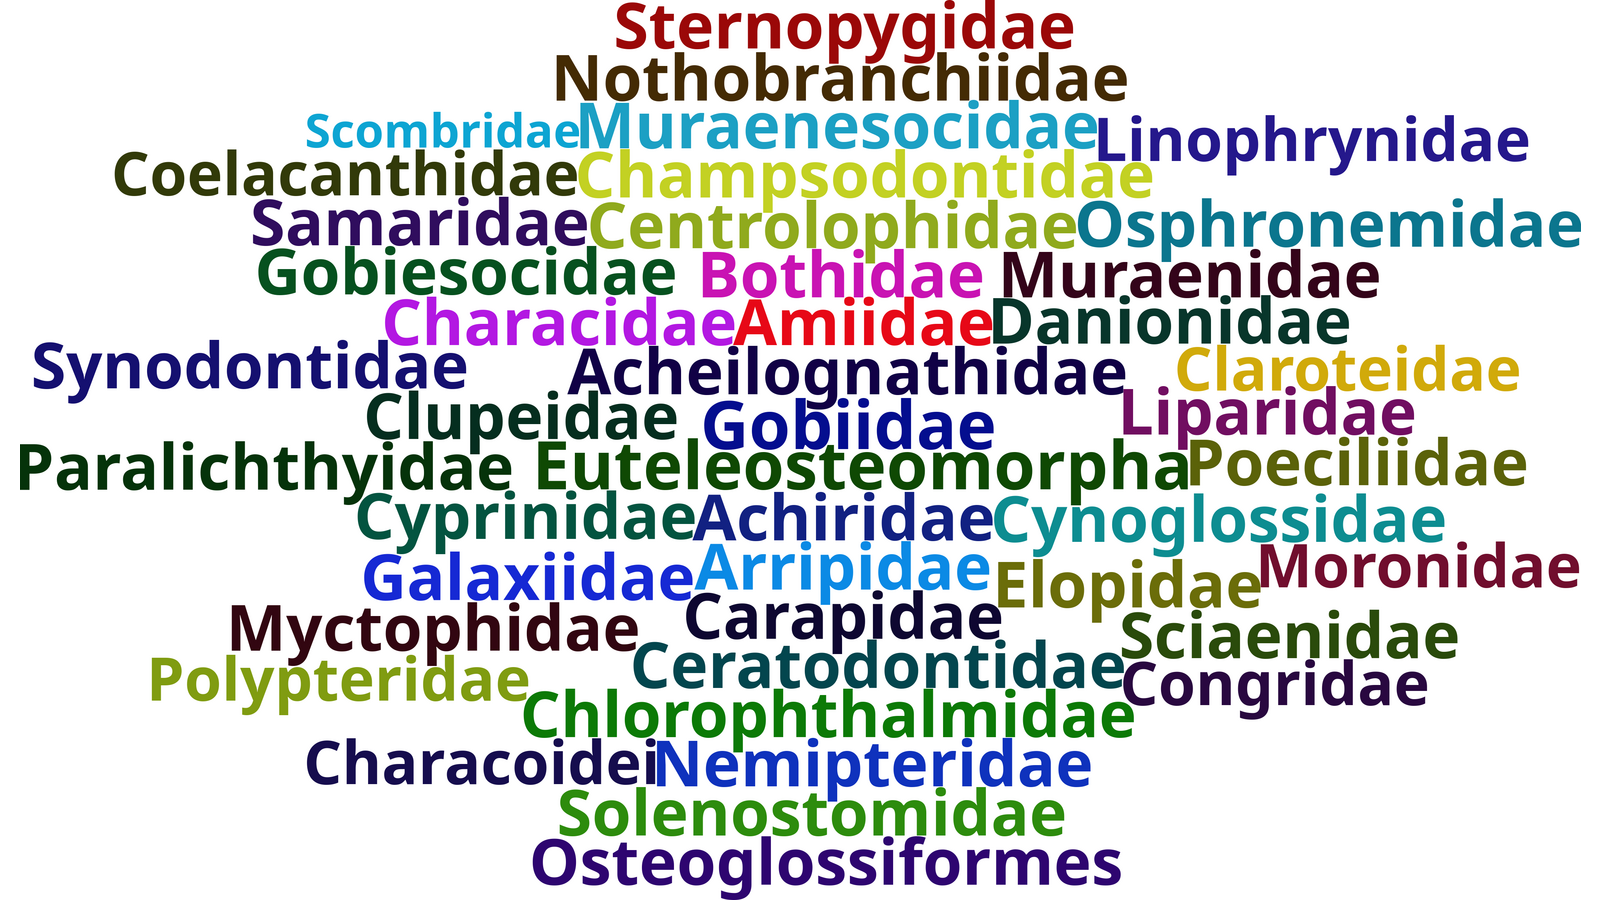 Sternopygidae
Nothobranchiidae
Scombridae Muraenesocidae Linophrynidae
Coelacanthidae Champsodontidae
Samaridae Centrolophidae Osphronemidae
Gobiesocidae Bothidae Muraenidae
Characidae Amiidae Danionidae
Synodontidae Acheilognathidae Claroteidae
Clupeidae Gobiidae Liparidae
Paralichthyidae Euteleosteomorpha Poeciliidae
Cyprinidae Achiridae Cynoglossidae
Galaxiidae Arripidae Elopidae Moronidae
Myctophidae Carapidae Sciaenidae
Polypteridae Ceratodontidae Congridae
Chlorophthalmidae
Characoidei Nemipteridae
Solenostomidae
Osteoglossiformes